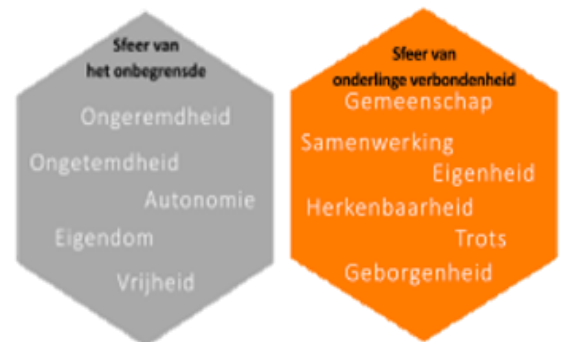 Sfeer van
het onbegrensde
Ongeremdheid
Ongetemdheid
Autonomie
Eigendom
Vrijheid
Sfeer van
onderlinge verbondenheid
Gemeenschap
Samenwerking
Eigenheid
Herkenbaarheid
Trots
Geborgenheid